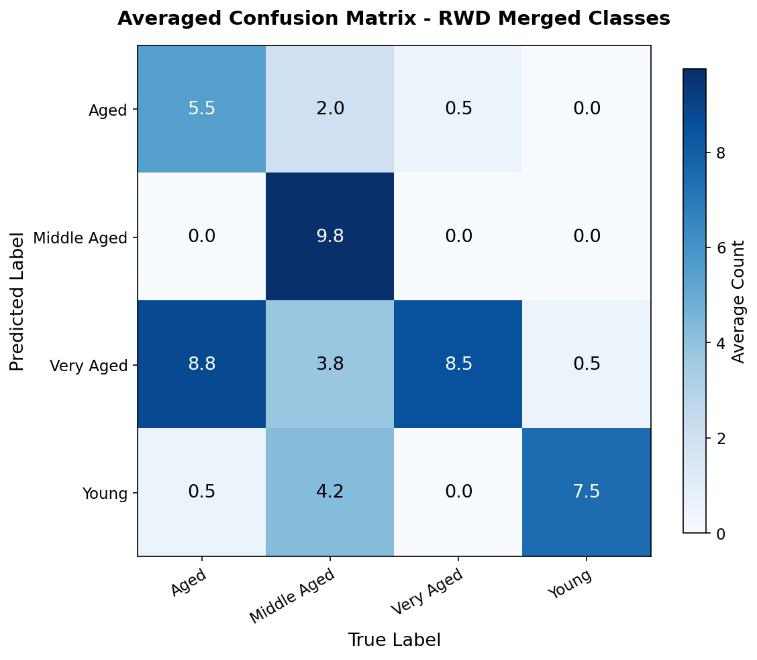 Averaged Confusion Matrix - RWD Merged Classes
Predicted Label
Aged
5.5 2.0 0.5 0.0
Middle Aged
0.0 9.8 0.0 0.0
Very Aged
8.8 3.8 8.5 0.5
Young
0.5 4.2 0.0 7.5
Aged
Middle Aged
Very Aged
Young
True Label
8
6
4
2
0
Average Count